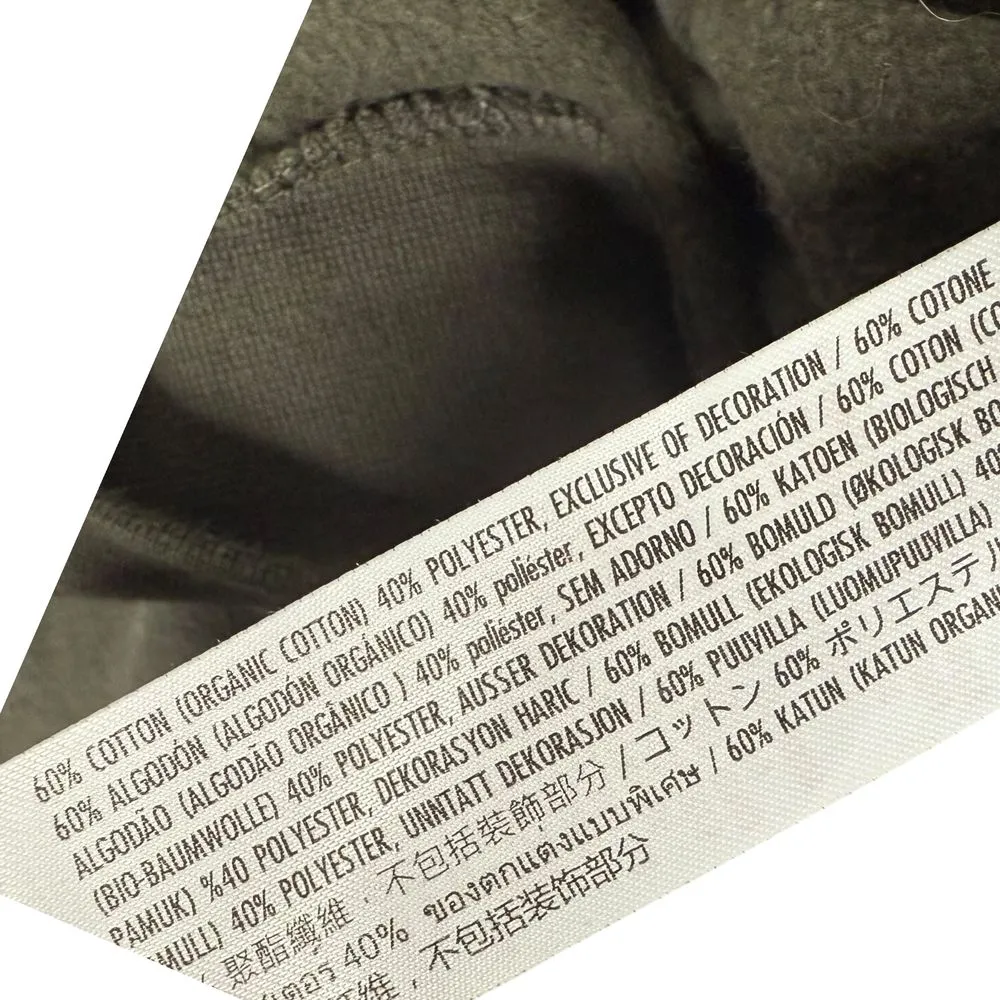 60% COTTON (ORGANIC COTTON) 40% POLYESTER, EXCLUSIVE OF DECORATION / 60% COTONE
60% ALGODÓN (ALGODÓN ORGÁNICO) 40% poliéster, EXCEPTO DECORACIÓN / 60% COTON
ALGODÃO (ALGODÃO ORGÂNICO ) 40% poliéster, SEM ADORNO / 60% KATOEN (BIOLOGISCH
(BIO-BAUMWOLLE) 40% POLYESTER, AUSSER DEKORATION / 60% BOMULD (ØKOLOGISK
PAMUK) %40 POLYESTER, DEKORASYON HARIC / 60% BOMULL (EKOLOGISK BOMULL)
MULL) 40% POLYESTER, UNNTATT DEKORASJON / 60% PUUVILLA (LUOMUPUUVILLA)
聚酯纖維,不包括裝飾部分 / コットン 60% ポリエステル
40% ของตกแต่งแบบพิเศษ / 60% KATUN (KATUN
维,不包括装饰部分